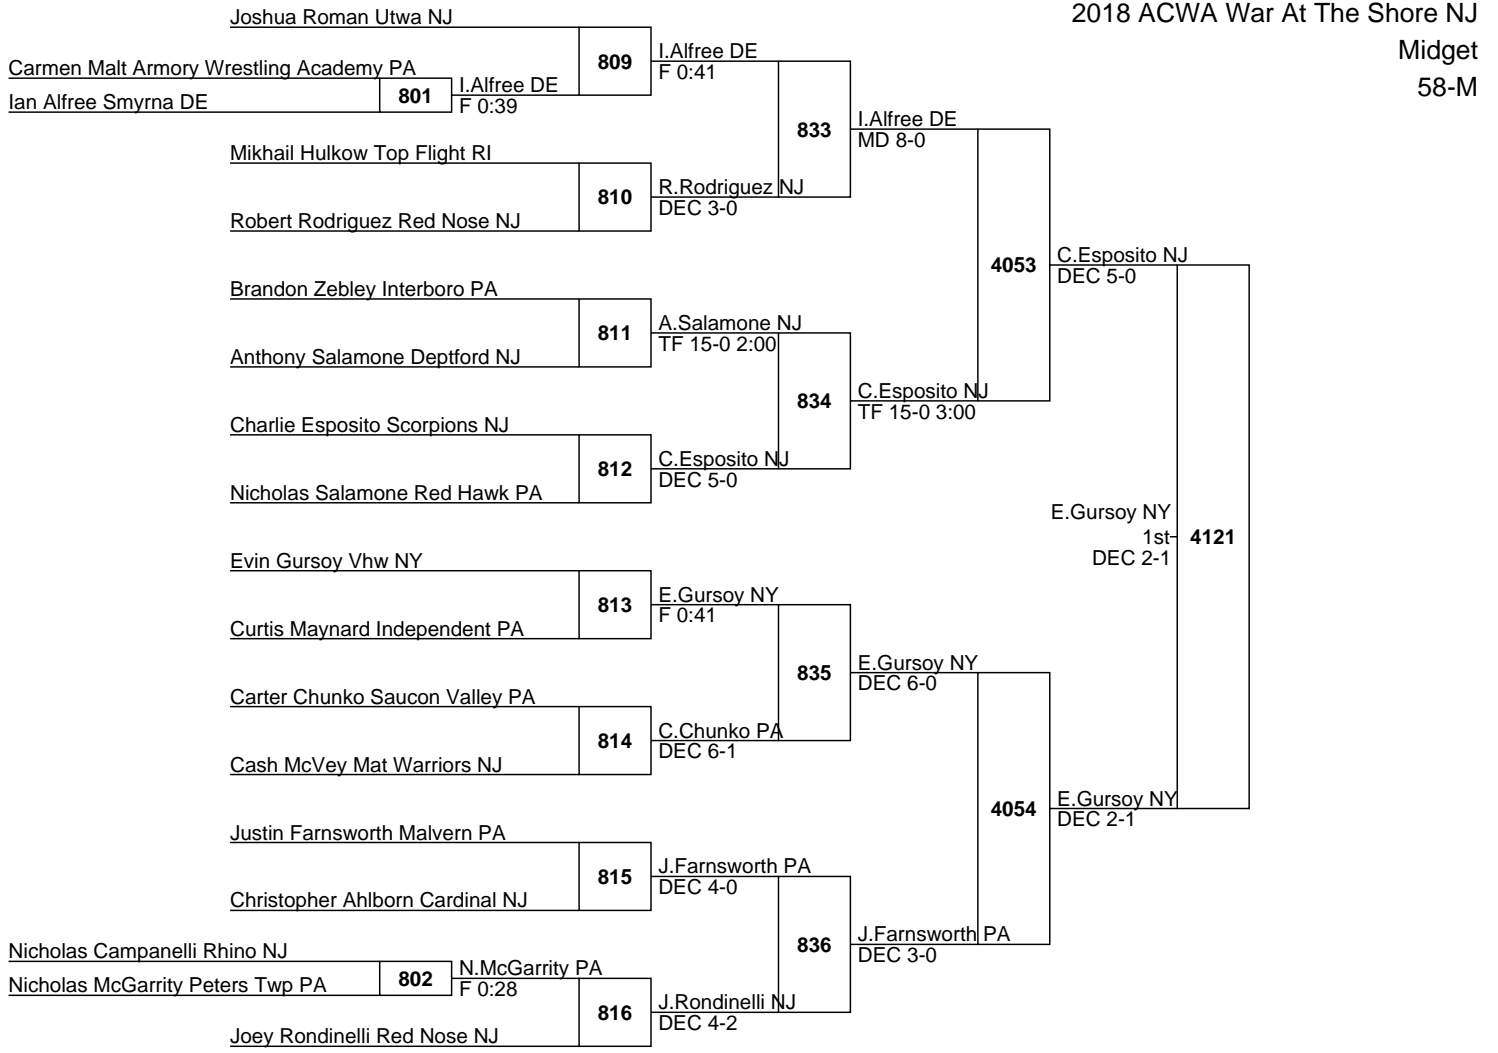 2018 ACWA War At The Shore NJ
Midget
58-M
Joshua Roman Utwa NJ
809
I.Alfree DE
F 0:41
Carmen Malt Armory Wrestling Academy PA
801
I.Alfree DE
F 0:39
Ian Alfree Smyrna DE
833
I.Alfree DE
MD 8-0
Mikhail Hulkow Top Flight RI
810
R.Rodriguez NJ
DEC 3-0
Robert Rodriguez Red Nose NJ
4053
C.Esposito NJ
DEC 5-0
Brandon Zebley Interboro PA
811
A.Salamone NJ
TF 15-0 2:00
Anthony Salamone Deptford NJ
834
C.Esposito NJ
TF 15-0 3:00
Charlie Esposito Scorpions NJ
812
C.Esposito NJ
DEC 5-0
Nicholas Salamone Red Hawk PA
E.Gursoy NY
1st
DEC 2-1
4121
Evin Gursoy Vhw NY
813
E.Gursoy NY
F 0:41
Curtis Maynard Independent PA
835
E.Gursoy NY
DEC 6-0
Carter Chunko Saucon Valley PA
814
C.Chunko PA
DEC 6-1
Cash McVey Mat Warriors NJ
4054
E.Gursoy NY
DEC 2-1
Justin Farnsworth Malvern PA
815
J.Farnsworth PA
DEC 4-0
Christopher Ahlborn Cardinal NJ
836
J.Farnsworth PA
DEC 3-0
Nicholas Campanelli Rhino NJ
802
N.McGarrity PA
F 0:28
Nicholas McGarrity Peters Twp PA
816
J.Rondinelli NJ
DEC 4-2
Joey Rondinelli Red Nose NJ